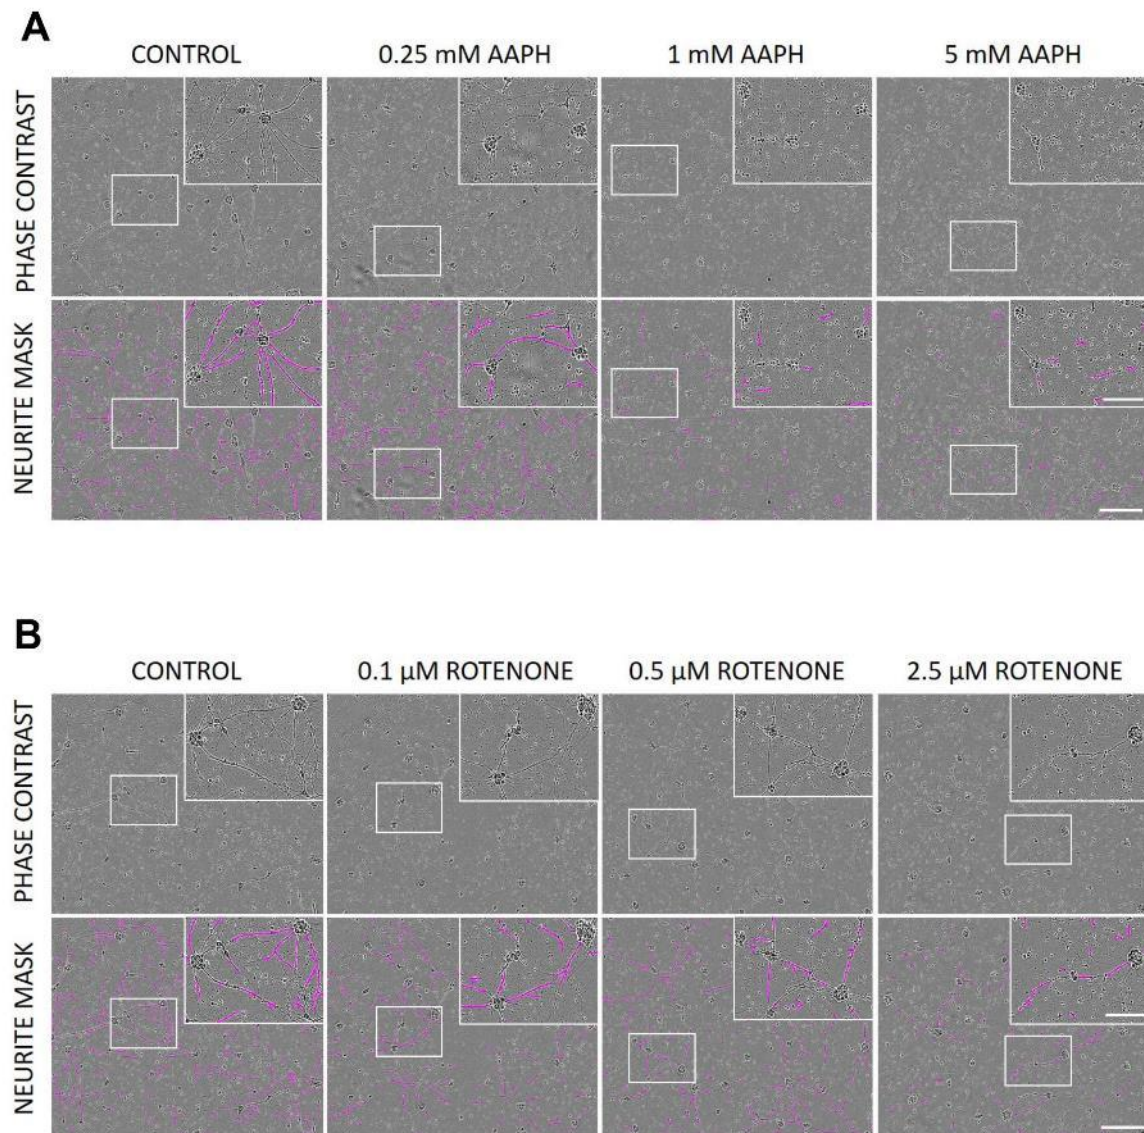 A
CONTROL 0.25 mM AAPH 1 mM AAPH 5 mM AAPH
PHASE CONTRAST
NEURITE MASK
B
CONTROL 0.1 μM ROTENONE 0.5 μM ROTENONE 2.5 μM ROTENONE
PHASE CONTRAST
NEURITE MASK